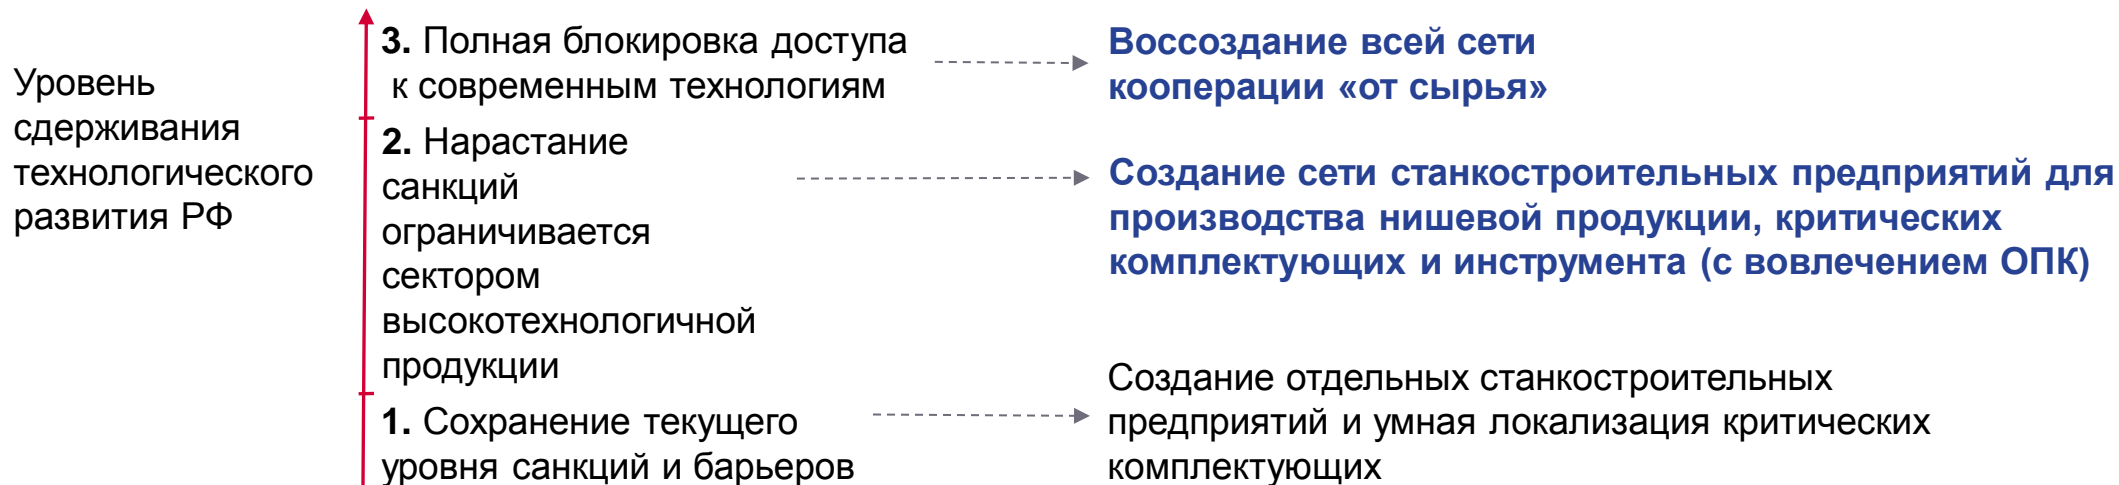 Уровень
сдерживания
технологического
развития РФ
3. Полная блокировка доступа
к современным технологиям
Воссоздание всей сети
кооперации «от сырья»
2. Нарастание
санкций
ограничивается
сектором
высокотехнологичной
продукции
Создание сети станкостроительных предприятий для
производства нишевой продукции, критических
комплектующих и инструмента (с вовлечением ОПК)
1. Сохранение текущего
уровня санкций и барьеров
Создание отдельных станкостроительных
предприятий и умная локализация критических
комплектующих